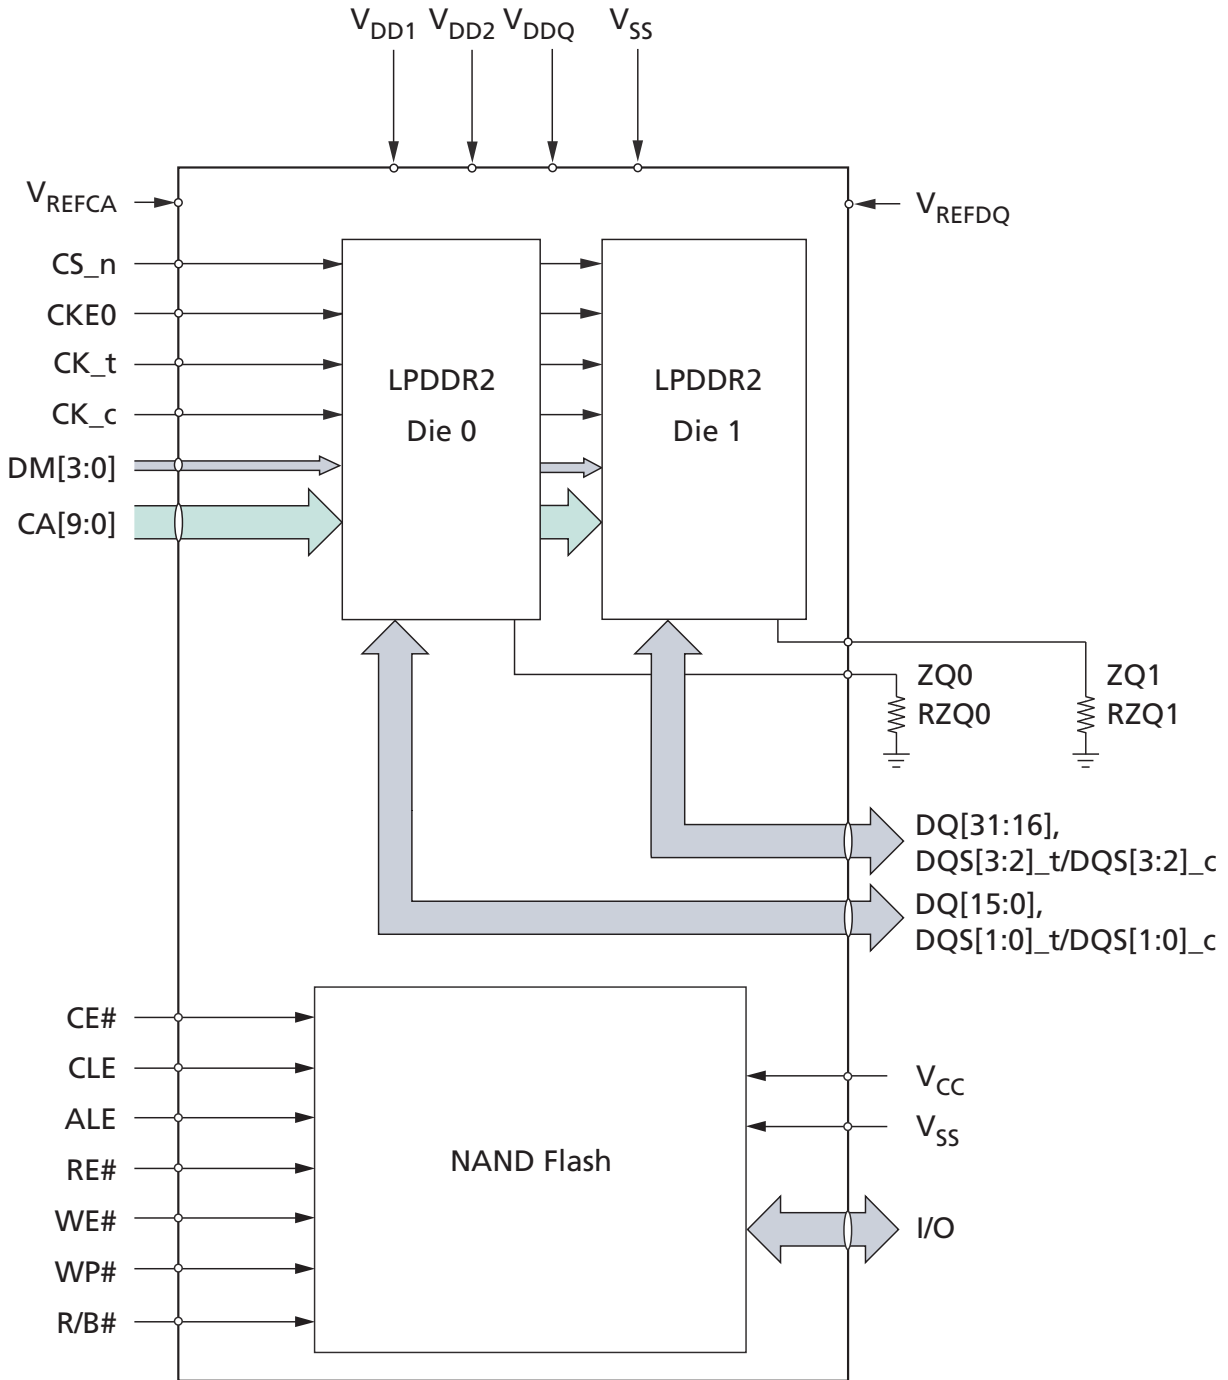 VDD1 VDD2 VDDQ VSS
VREFCA
VREFDQ
CS_n
CKE0
CK_t
CK_c
DM[3:0]
CA[9:0]
LPDDR2
Die 0
LPDDR2
Die 1
ZQ0
RZQ0
ZQ1
RZQ1
DQ[31:16],
DQS[3:2]_t/DQS[3:2]_c
DQ[15:0],
DQS[1:0]_t/DQS[1:0]_c
CE#
CLE
ALE
RE#
WE#
WP#
R/B#
NAND Flash
VCC
VSS
I/O